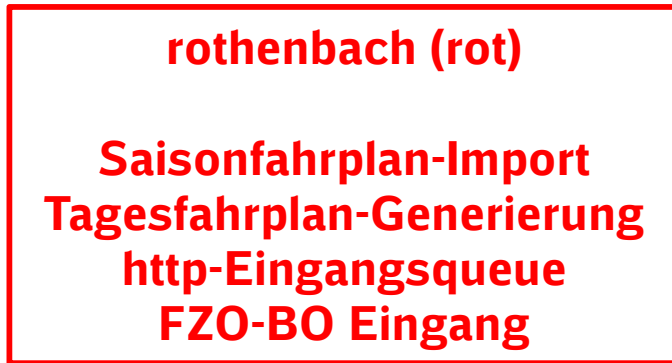 rothenbach (rot)
Saisonfahrplan-Import
Tagesfahrplan-Generierung
http-Eingangsqueue
FZO-BO Eingang